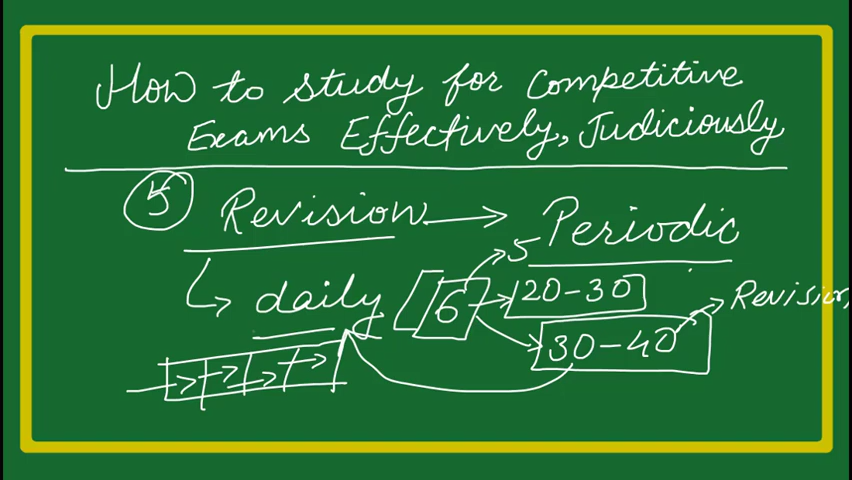 How to study for competitive
Exams Effectively, Judiciously
5 Revision → Periodic
5
daily 6 → 20-30 → Revision
30-40